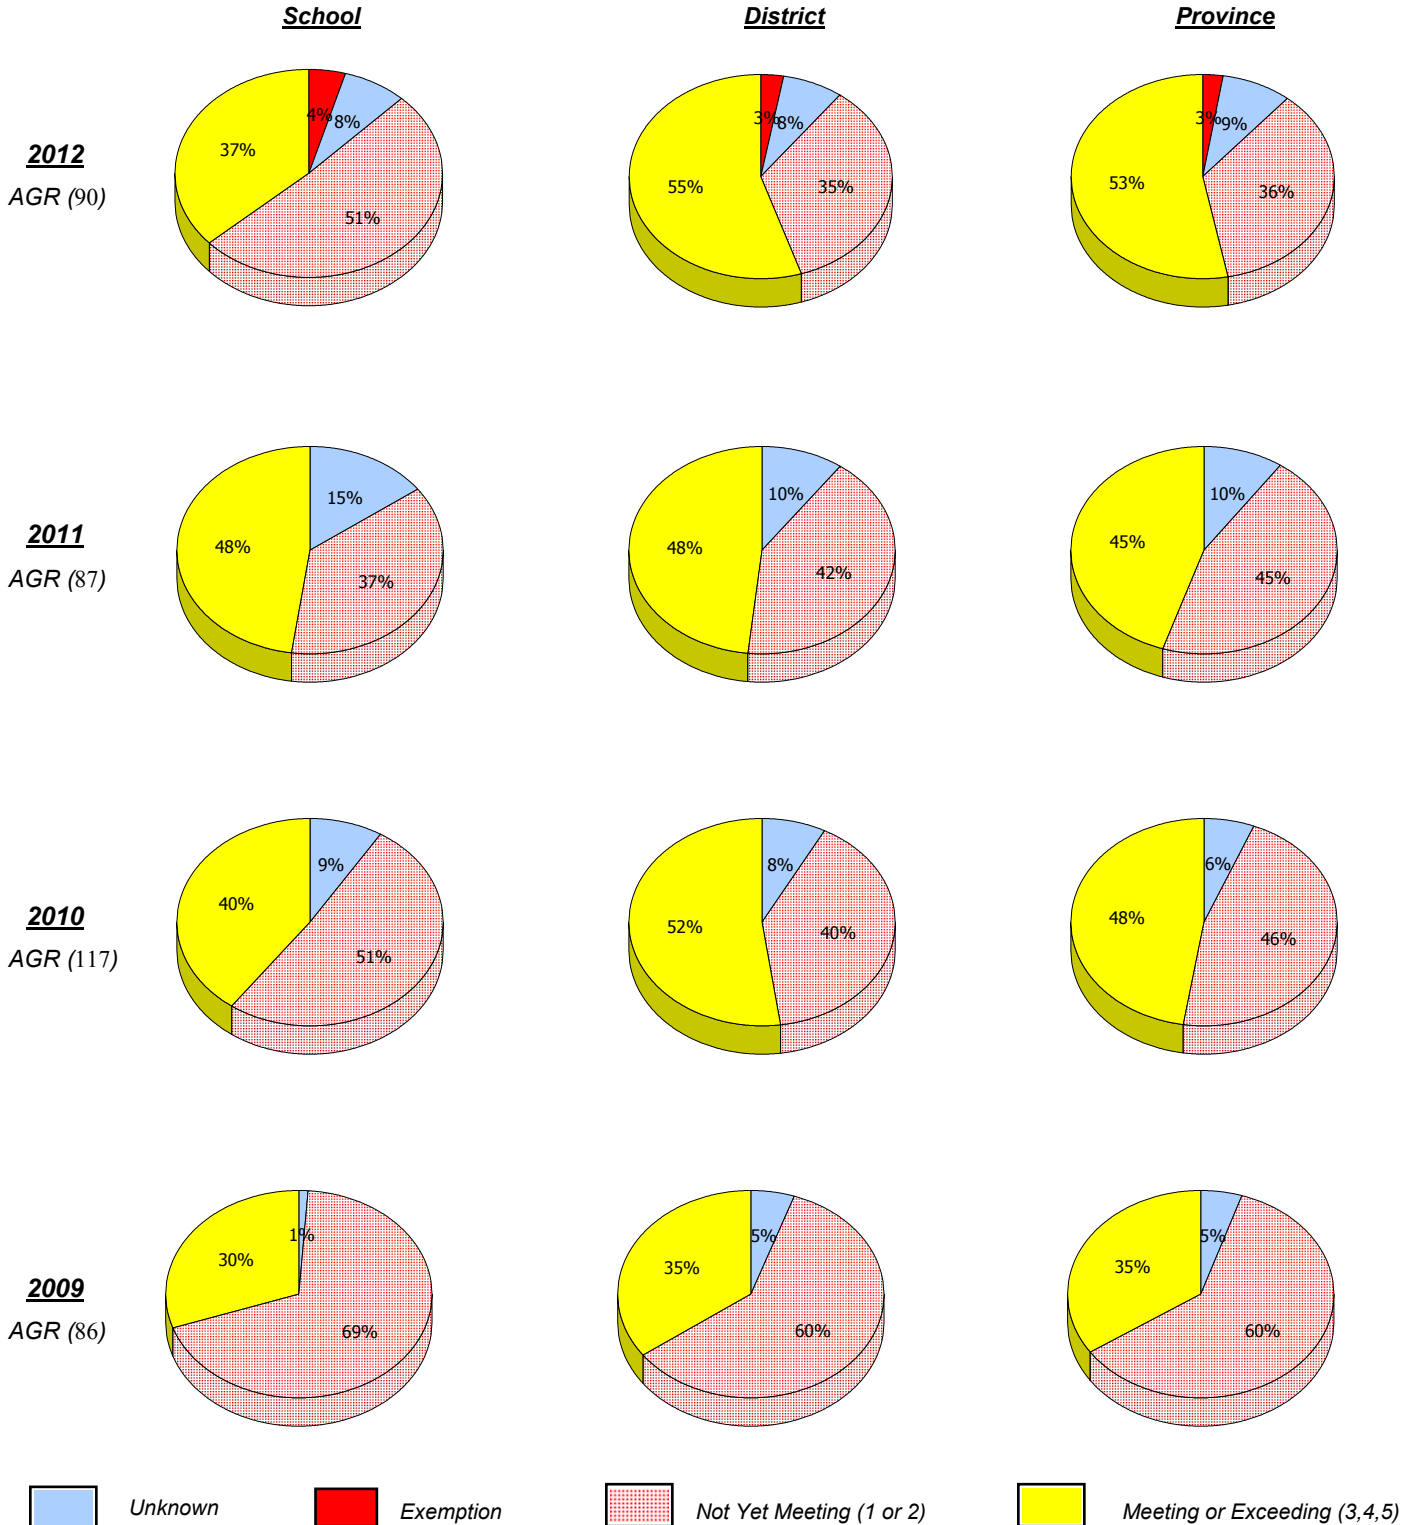 School District Province
2012
AGR (90)
4% 8% 37% 51%
3% 8% 55% 35%
3% 9% 53% 36%
2011
AGR (87)
15% 48% 37%
10% 48% 42%
10% 45% 45%
2010
AGR (117)
9% 40% 51%
8% 52% 40%
6% 48% 46%
2009
AGR (86)
1% 30% 69%
5% 35% 60%
5% 35% 60%
Unknown Exemption Not Yet Meeting (1 or 2) Meeting or Exceeding (3,4,5)